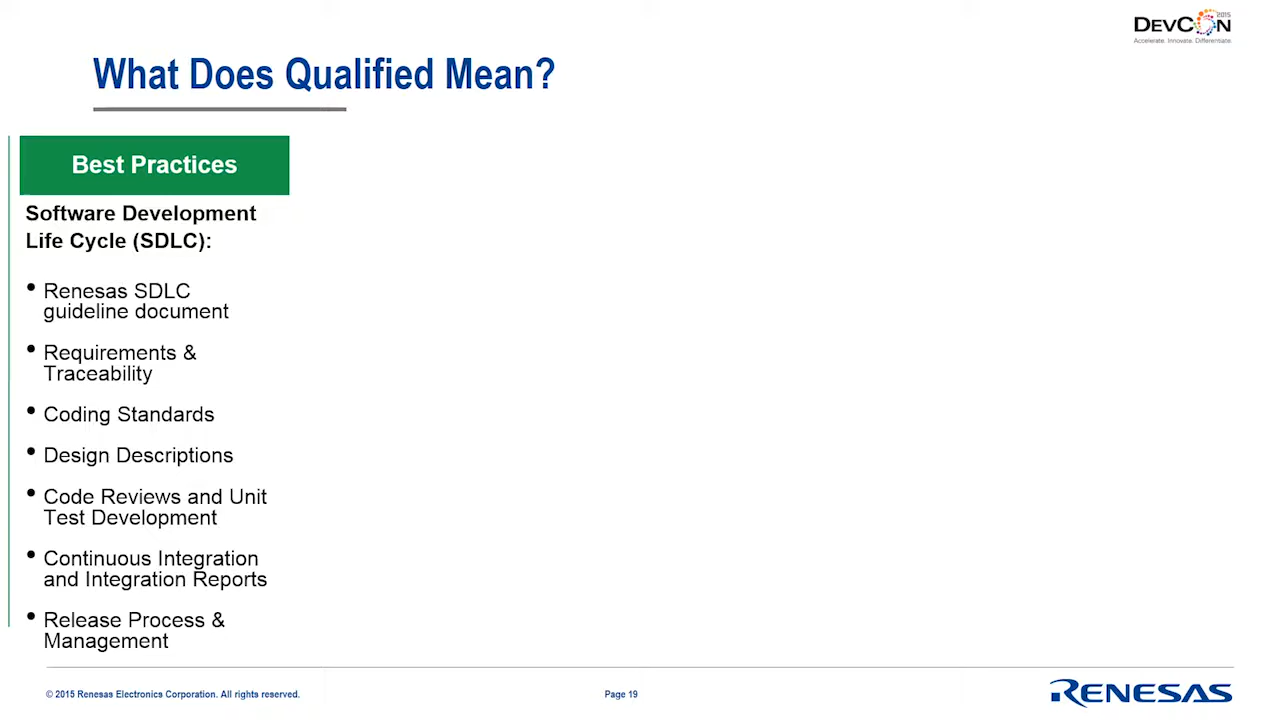 DEVCON 2015
Accelerate. Innovate. Differentiate.
What Does Qualified Mean?
Best Practices
Software Development
Life Cycle (SDLC):
• Renesas SDLC
guideline document
• Requirements &
Traceability
• Coding Standards
• Design Descriptions
• Code Reviews and Unit
Test Development
• Continuous Integration
and Integration Reports
• Release Process &
Management
© 2015 Renesas Electronics Corporation. All rights reserved.
Page 19
RENESAS